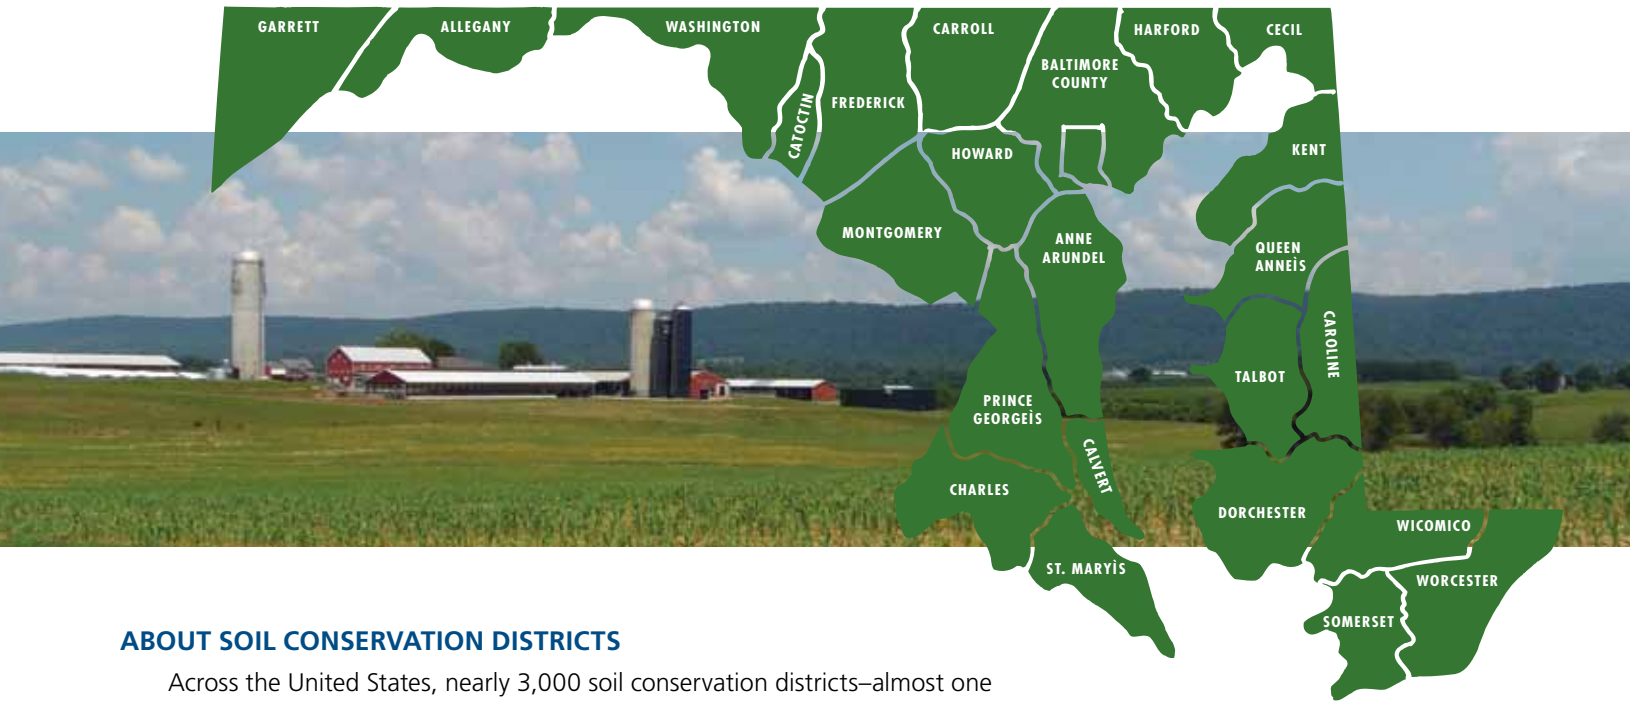 GARRETT
ALLEGANY
WASHINGTON
CARROLL
HARFORD
CECIL
BALTIMORE
COUNTY
CATOCTIN
FREDERICK
HOWARD
KENT
MONTGOMERY
ANNE
ARUNDEL
QUEEN
ANNEÌS
CAROLINE
TALBOT
PRINCE
GEORGEÌS
CALVERT
CHARLES
DORCHESTER
WICOMICO
ST. MARYÌS
WORCESTER
SOMERSET
ABOUT SOIL CONSERVATION DISTRICTS
Across the United States, nearly 3,000 soil conservation districts–almost one